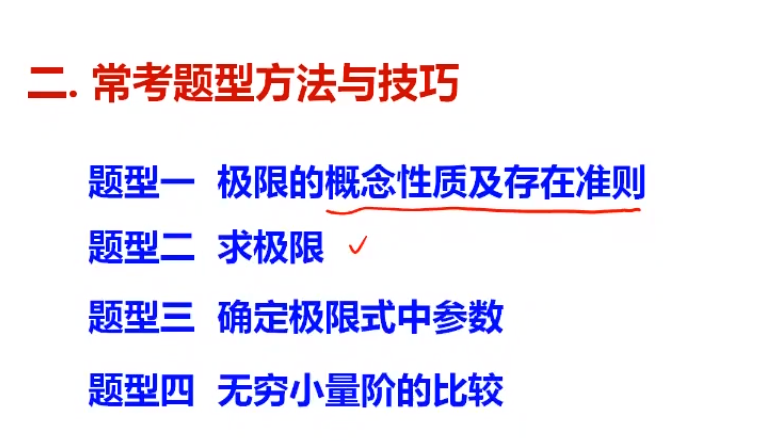 二. 常考题型方法与技巧
题型一 极限的概念性质及存在准则
题型二 求极限 ✓
题型三 确定极限式中参数
题型四 无穷小量阶的比较